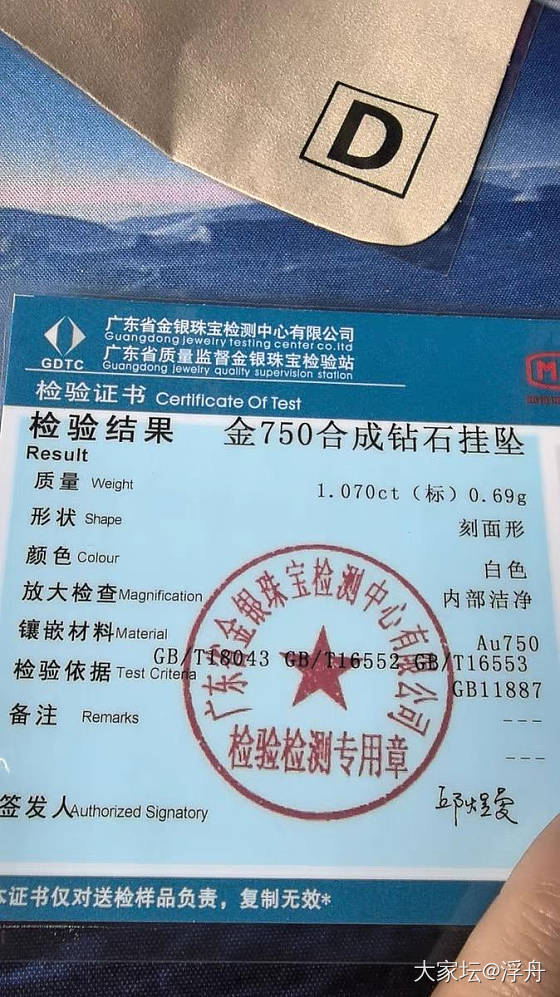 D
广东省金银珠宝检测中心有限公司
Guangdong jewelry testing center co.ltd
广东省质量监督金银珠宝检验站
Guangdong jewelry quality supervision station
GDTC
M
检验证书 Certificate Of Test
检验结果 金750合成钻石挂坠
Result
质量 Weight 1.070ct（标）0.69g
形状 Shape 刻面形
颜色 Colour 白色
放大检查 Magnification 内部洁净
镶嵌材料 Material Au750
检验依据 Test Criteria GB/T18043 GB/T16552 GB/T16553
GB11887
备注 Remarks ---
---
签发人 Authorized Signatory
广东省金银珠宝检测中心有限公司
检验检测专用章
本证书仅对送检样品负责，复制无效*
大家坛@浮舟